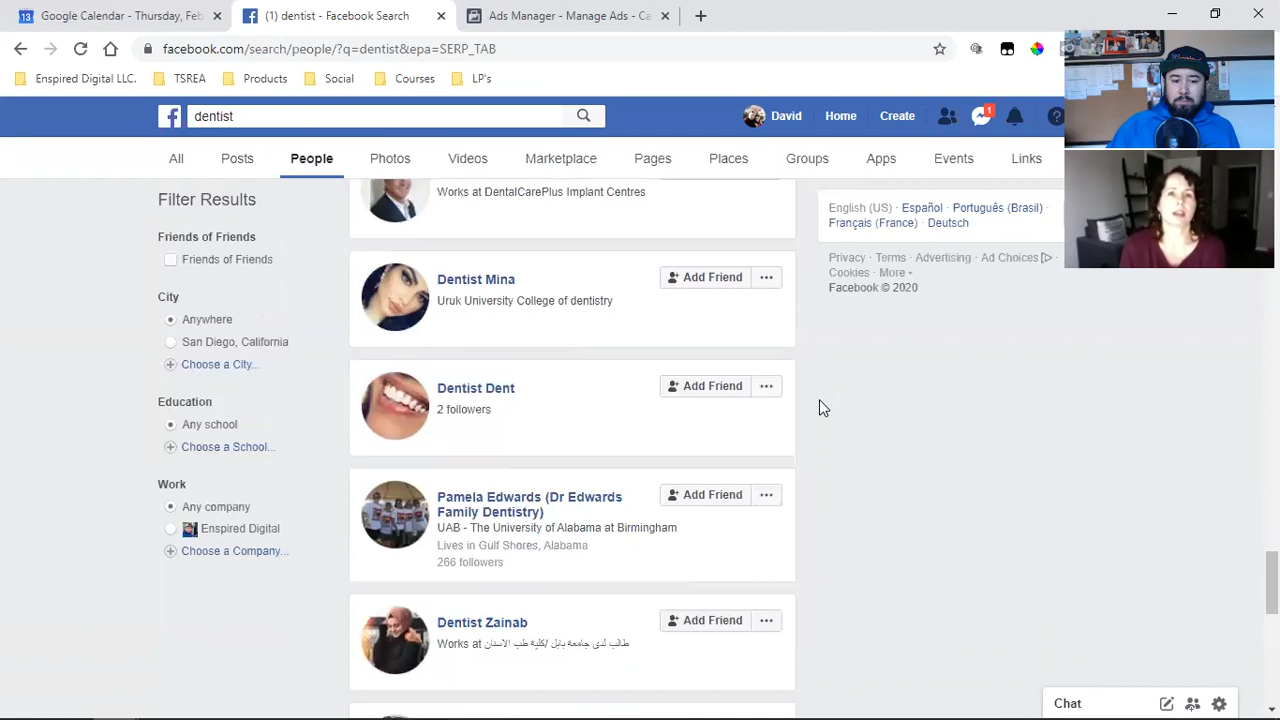 Google Calendar - Thursday, Feb
(1) dentist - Facebook Search
Ads Manager - Manage Ads - Ca
facebook.com/search/people/?q=dentist&epa=SERP_TAB
Enspired Digital LLC.
TSREA
Products
Social
Courses
LP's
dentist
David
Home
Create
1
All
Posts
People
Photos
Videos
Marketplace
Pages
Places
Groups
Apps
Events
Links
Filter Results
Friends of Friends
Friends of Friends
City
Anywhere
San Diego, California
Choose a City...
Education
Any school
Choose a School...
Work
Any company
Enspired Digital
Choose a Company...
Works at DentalCarePlus Implant Centres
Dentist Mina
Uruk University College of dentistry
Add Friend
Dentist Dent
2 followers
Add Friend
Pamela Edwards (Dr Edwards
Family Dentistry)
UAB - The University of Alabama at Birmingham
Lives in Gulf Shores, Alabama
266 followers
Add Friend
Dentist Zainab
Works at طالب لدى جامعة بابل /كلية طب الاسنان
Add Friend
English (US) · Español · Português (Brasil) ·
Français (France) · Deutsch
Privacy · Terms · Advertising · Ad Choices ·
Cookies · More
Facebook © 2020
Chat